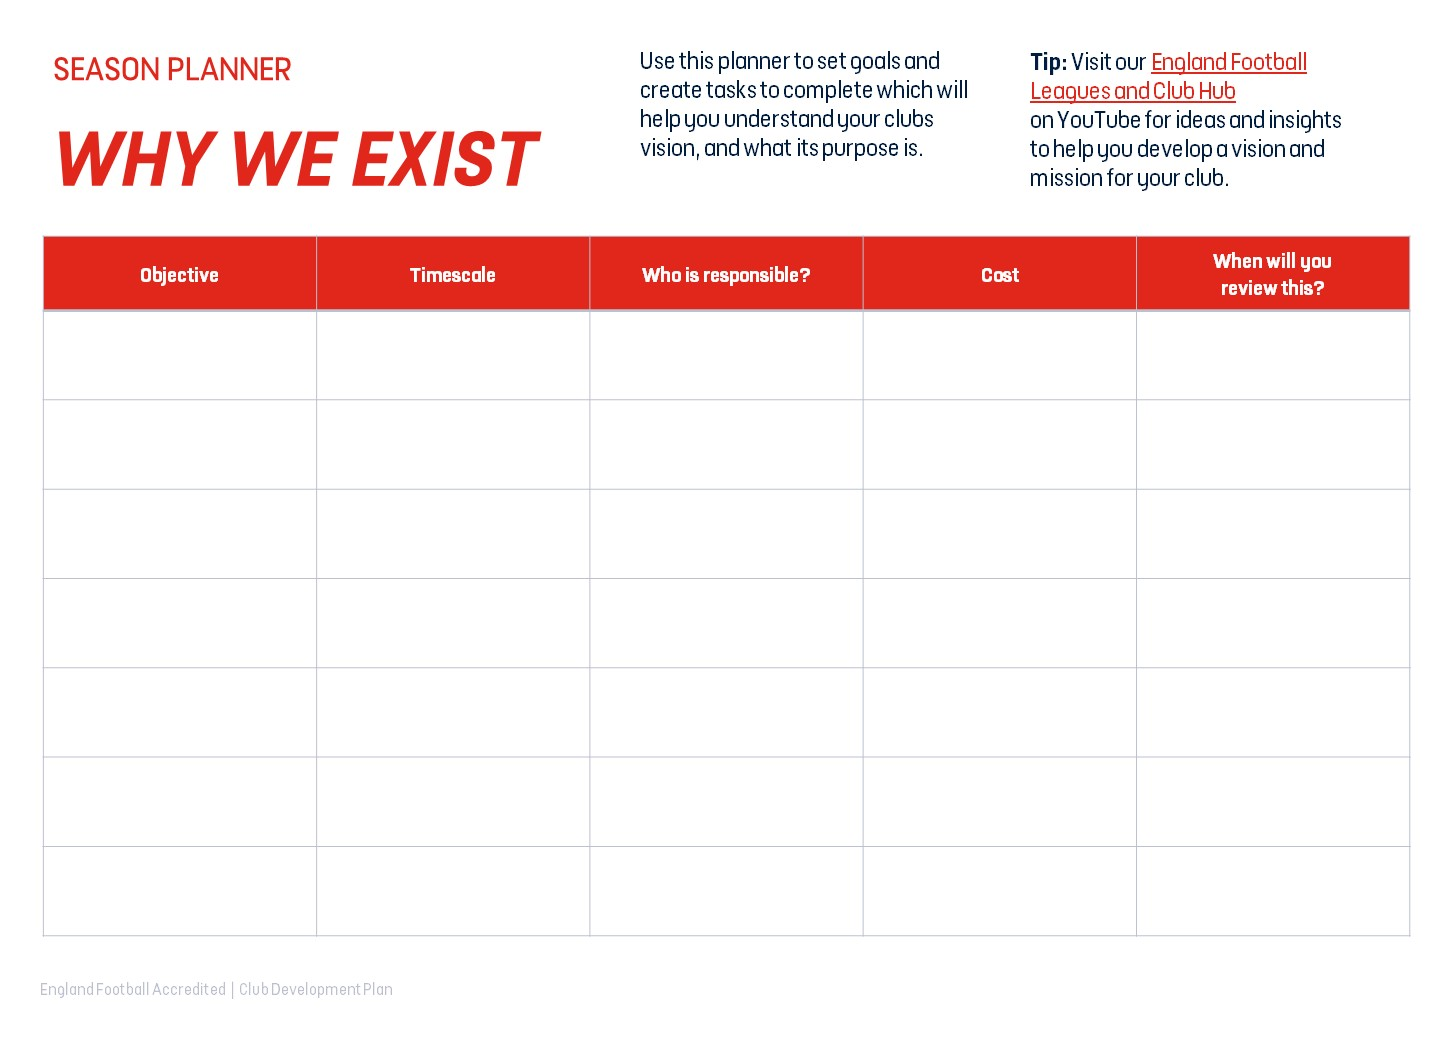 SEASON PLANNER
WHY WE EXIST
Use this planner to set goals and
create tasks to complete which will
help you understand your clubs
vision, and what its purpose is.
Tip: Visit our England Football
Leagues and Club Hub
on YouTube for ideas and insights
to help you develop a vision and
mission for your club.
Objective
Timescale
Who is responsible?
Cost
When will you
review this?
England Football Accredited | Club Development Plan